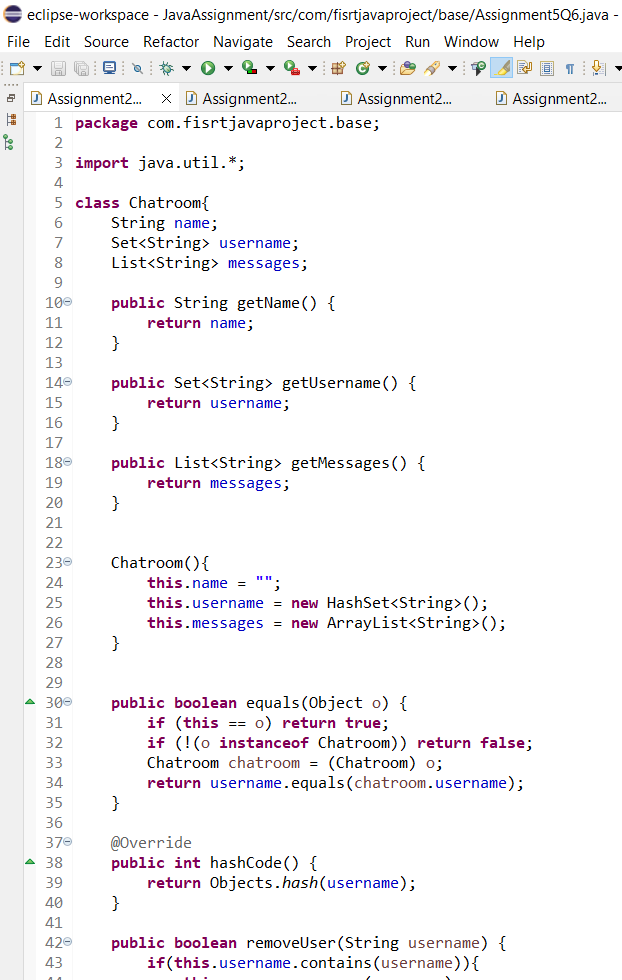 eclipse-workspace - JavaAssignment/src/com/fisrtjavaproject/base/Assignment5Q6.java -
File Edit Source Refactor Navigate Search Project Run Window Help
Assignment2... Assignment2... Assignment2... Assignment2...
1 package com.fisrtjavaproject.base;
2
3 import java.util.*;
4
5 class Chatroom{
6 String name;
7 Set<String> username;
8 List<String> messages;
9
10 public String getName() {
11 return name;
12 }
13
14 public Set<String> getUsername() {
15 return username;
16 }
17
18 public List<String> getMessages() {
19 return messages;
20 }
21
22
23 Chatroom(){
24 this.name = "";
25 this.username = new HashSet<String>();
26 this.messages = new ArrayList<String>();
27 }
28
29
30 public boolean equals(Object o) {
31 if (this == o) return true;
32 if (!(o instanceof Chatroom)) return false;
33 Chatroom chatroom = (Chatroom) o;
34 return username.equals(chatroom.username);
35 }
36
37 @Override
38 public int hashCode() {
39 return Objects.hash(username);
40 }
41
42 public boolean removeUser(String username) {
43 if(this.username.contains(username)){